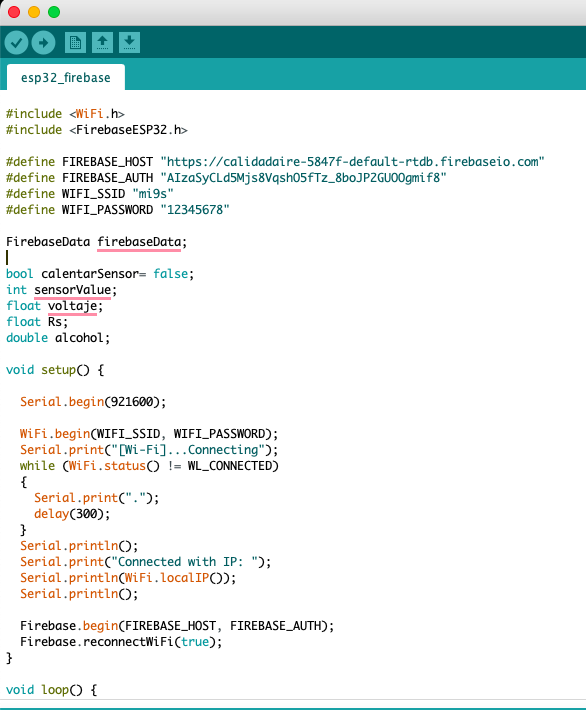 esp32_firebase
#include <WiFi.h>
#include <FirebaseESP32.h>
#define FIREBASE_HOST "https://calidadaire-5847f-default-rtdb.firebaseio.com"
#define FIREBASE_AUTH "AIzaSyCLd5Mjs8VqshO5fTz_8boJP2GUOOgmif8"
#define WIFI_SSID "mi9s"
#define WIFI_PASSWORD "12345678"
FirebaseData firebaseData;
bool calentarSensor= false;
int sensorValue;
float voltaje;
float Rs;
double alcohol;
void setup() {
Serial.begin(921600);
WiFi.begin(WIFI_SSID, WIFI_PASSWORD);
Serial.print("[Wi-Fi]...Connecting");
while (WiFi.status() != WL_CONNECTED)
{
Serial.print(".");
delay(300);
}
Serial.println();
Serial.print("Connected with IP: ");
Serial.println(WiFi.localIP());
Serial.println();
Firebase.begin(FIREBASE_HOST, FIREBASE_AUTH);
Firebase.reconnectWiFi(true);
}
void loop() {